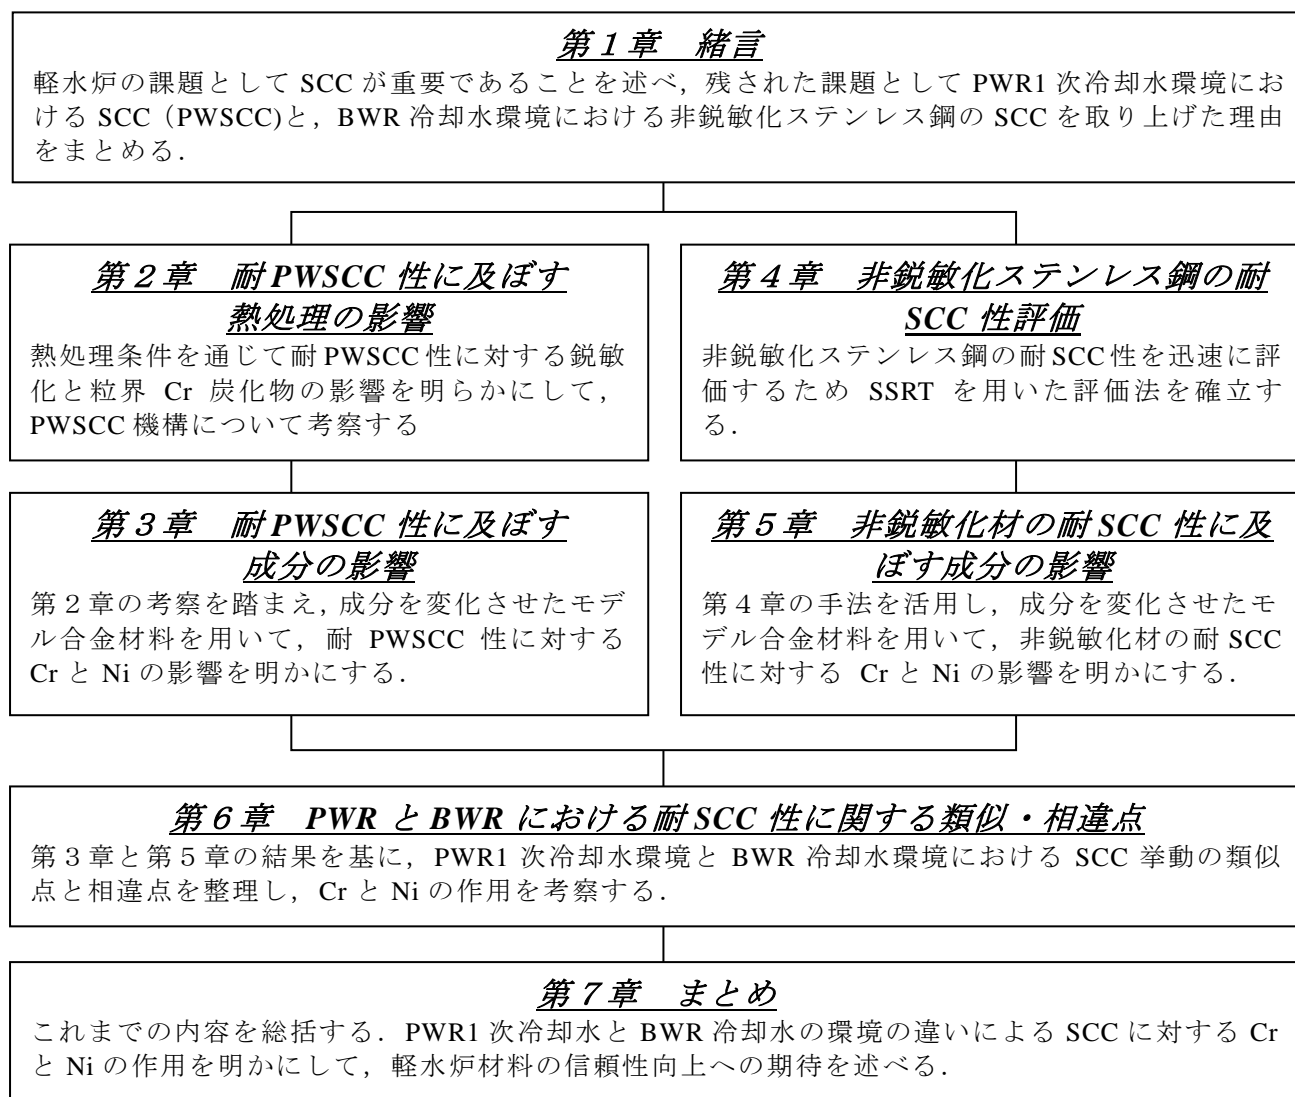 第１章　緒言
軽水炉の課題として SCC が重要であることを述べ，残された課題として PWR1 次冷却水環境にお
ける SCC（PWSCC)と，BWR 冷却水環境における非鋭敏化ステンレス鋼の SCC を取り上げた理由
をまとめる．
第２章　耐 PWSCC 性に及ぼす
熱処理の影響
熱処理条件を通じて耐 PWSCC 性に対する鋭敏
化と粒界 Cr 炭化物の影響を明らかにして，
PWSCC 機構について考察する
第４章　非鋭敏化ステンレス鋼の耐
SCC 性評価
非鋭敏化ステンレス鋼の耐 SCC 性を迅速に評
価するため SSRT を用いた評価法を確立す
る．
第３章　耐 PWSCC 性に及ぼす
成分の影響
第２章の考察を踏まえ，成分を変化させたモデ
ル合金材料を用いて，耐 PWSCC 性に対する
Cr と Ni の影響を明かにする．
第５章　非鋭敏化材の耐 SCC 性に及
ぼす成分の影響
第４章の手法を活用し，成分を変化させたモ
デル合金材料を用いて，非鋭敏化材の耐 SCC
性に対する Cr と Ni の影響を明かにする．
第６章　PWR と BWR における耐 SCC 性に関する類似・相違点
第３章と第５章の結果を基に，PWR1 次冷却水環境と BWR 冷却水環境における SCC 挙動の類似
点と相違点を整理し，Cr と Ni の作用を考察する．
第７章　まとめ
これまでの内容を総括する．PWR1 次冷却水と BWR 冷却水の環境の違いによる SCC に対する Cr
と Ni の作用を明かにして，軽水炉材料の信頼性向上への期待を述べる．